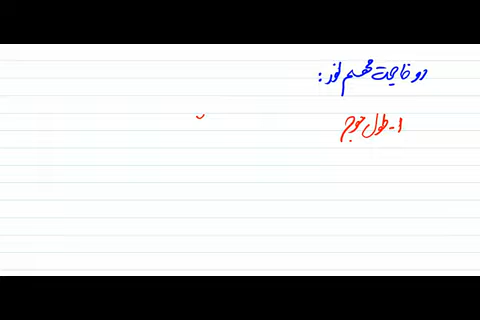 دو خاصیت مهم نور :
۱- طول موج